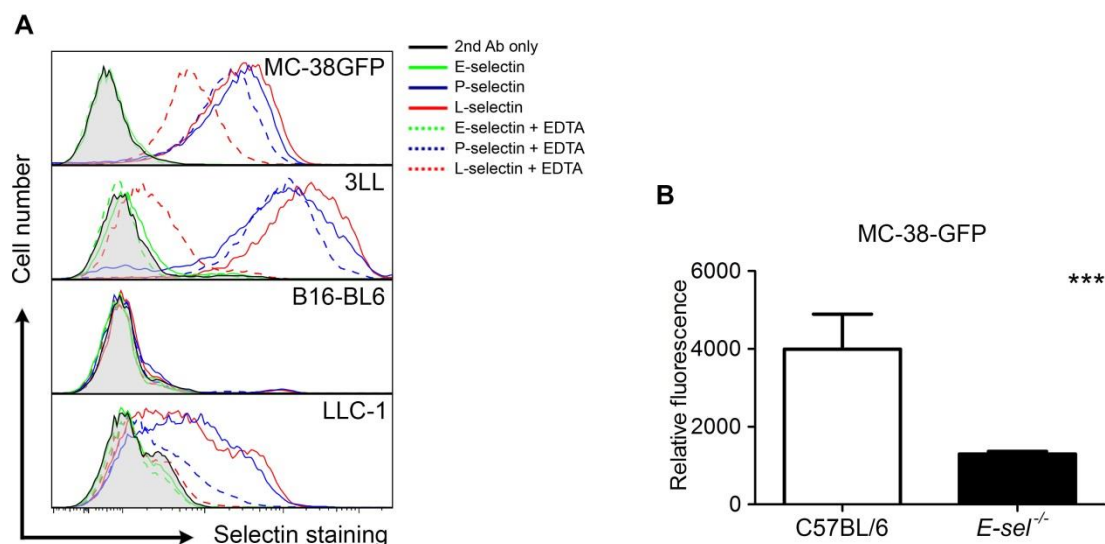 A
MC-38GFP
3LL
B16-BL6
LLC-1
Cell number
Selectin staining
2nd Ab only
E-selectin
P-selectin
L-selectin
E-selectin + EDTA
P-selectin + EDTA
L-selectin + EDTA
B
MC-38-GFP
***
Relative fluorescence
6000
4000
2000
0
C57BL/6 E-sel-/-